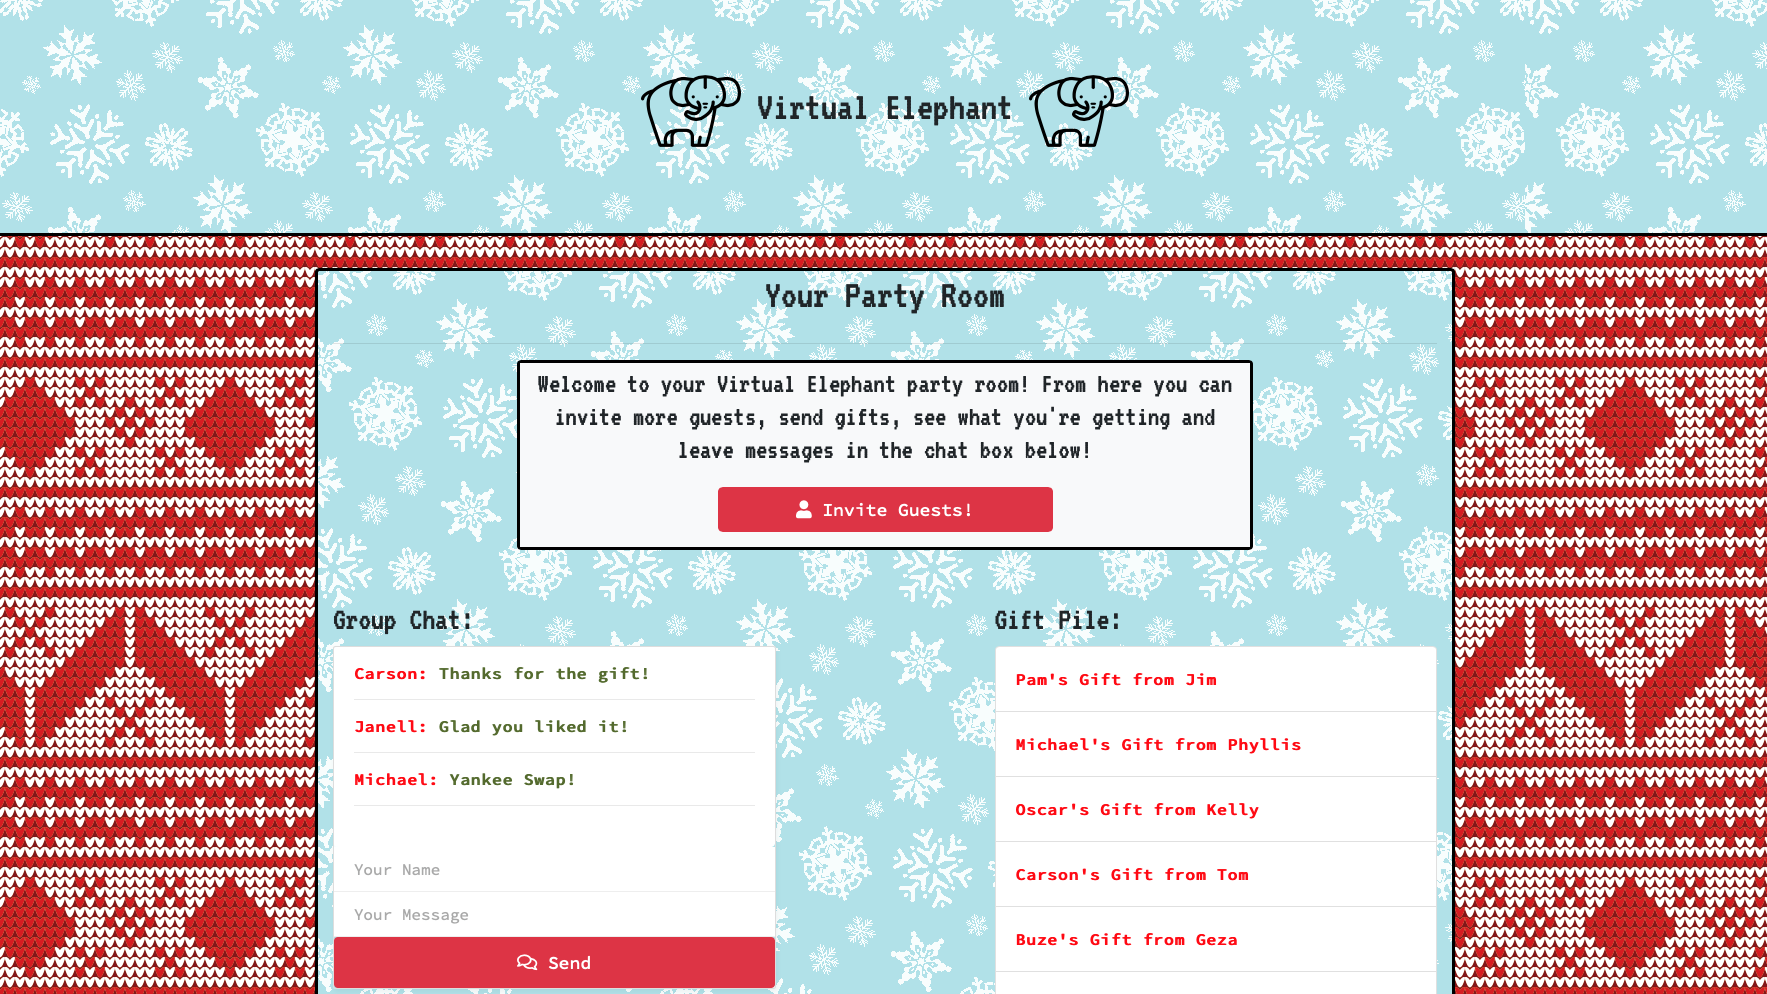 Virtual Elephant
Your Party Room
Welcome to your Virtual Elephant party room! From here you can
invite more guests, send gifts, see what you're getting and
leave messages in the chat box below!
Invite Guests!
Group Chat:
Carson: Thanks for the gift!
Janell: Glad you liked it!
Michael: Yankee Swap!
Your Name
Your Message
Send
Gift Pile:
Pam's Gift from Jim
Michael's Gift from Phyllis
Oscar's Gift from Kelly
Carson's Gift from Tom
Buze's Gift from Geza